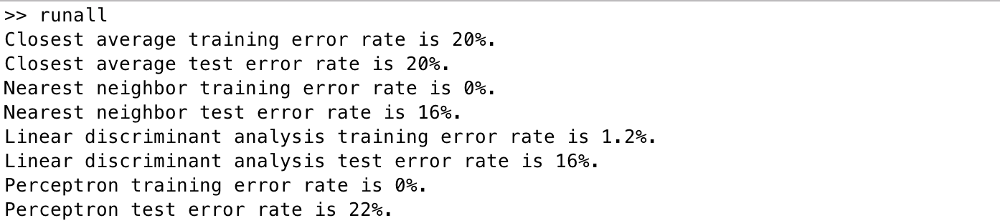 >> runall
Closest average training error rate is 20%.
Closest average test error rate is 20%.
Nearest neighbor training error rate is 0%.
Nearest neighbor test error rate is 16%.
Linear discriminant analysis training error rate is 1.2%.
Linear discriminant analysis test error rate is 16%.
Perceptron training error rate is 0%.
Perceptron test error rate is 22%.